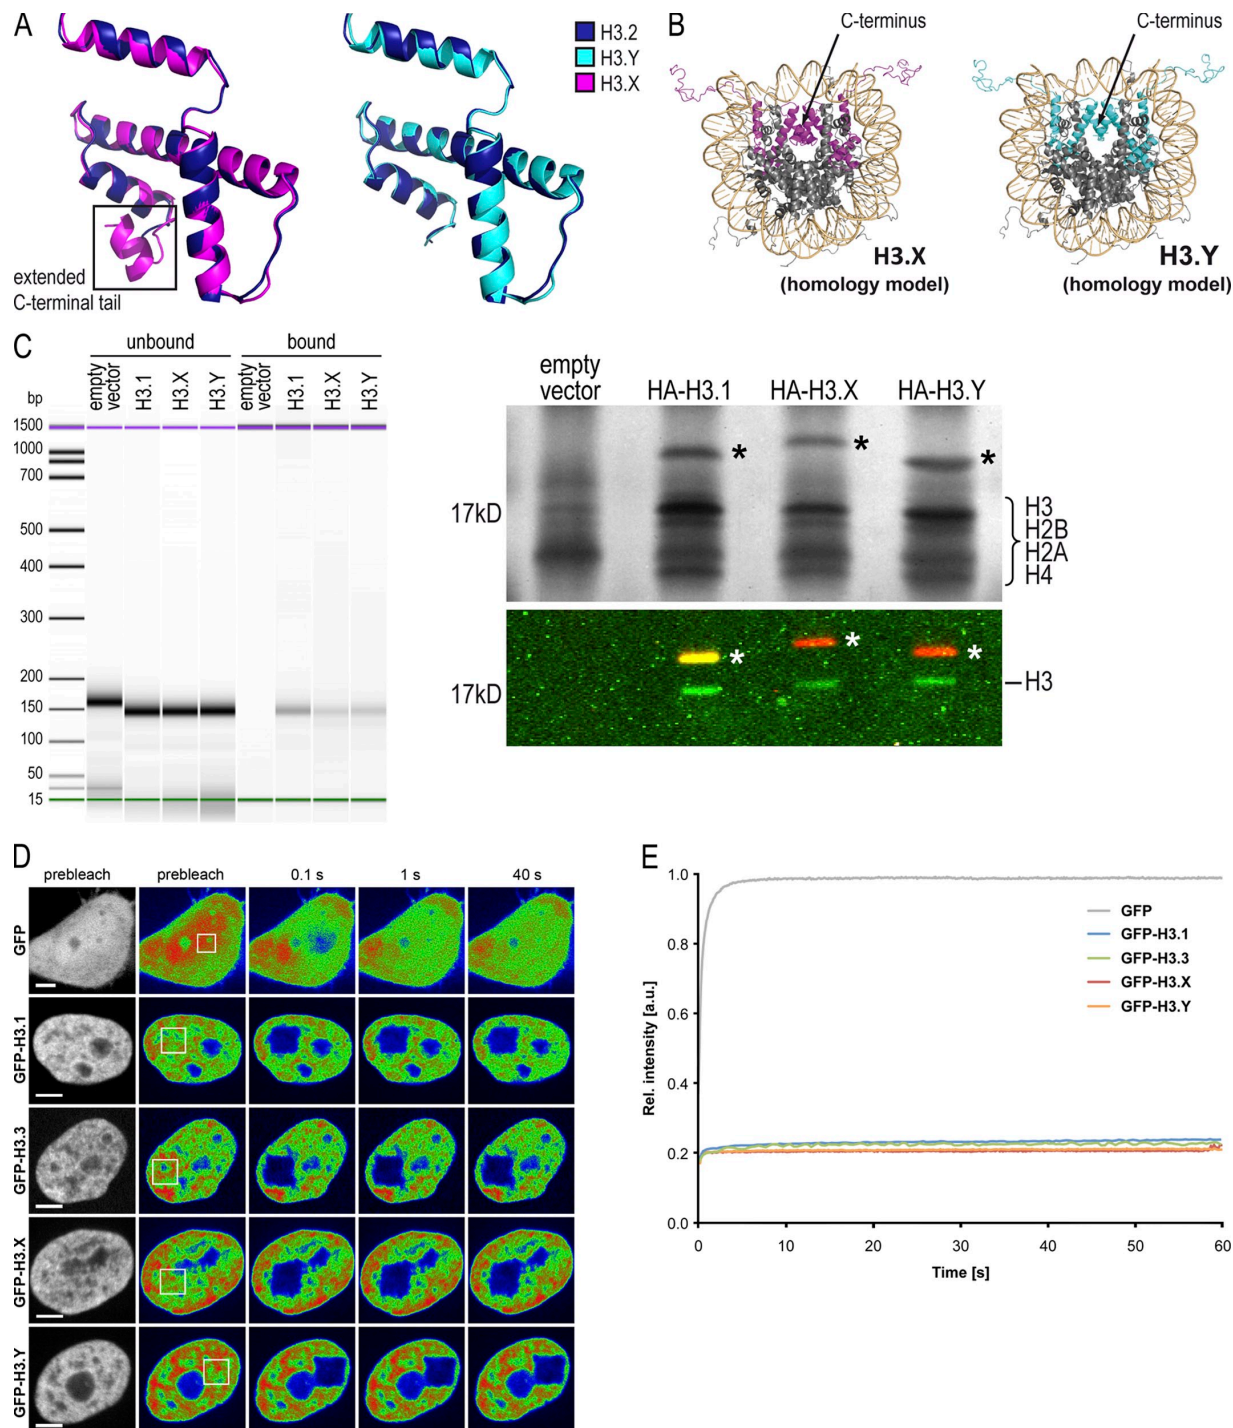 A
H3.2
H3.Y
H3.X
extended
C-terminal tail
B
C-terminus
C-terminus
H3.X
(homology model)
H3.Y
(homology model)
C
unbound
bound
bp
empty
vector
H3.1
H3.X
H3.Y
empty
vector
H3.1
H3.X
H3.Y
1500
1000
700
500
400
300
200
150
100
50
15
empty
vector
HA-H3.1
HA-H3.X
HA-H3.Y
*
*
*
17kD
H3
H2B
H2A
H4
*
*
*
17kD
H3
D
prebleach
prebleach
0.1 s
1 s
40 s
GFP
GFP-H3.1
GFP-H3.3
GFP-H3.X
GFP-H3.Y
E
1.0
0.8
0.6
0.4
0.2
0.0
Rel. intensity [a.u.]
GFP
GFP-H3.1
GFP-H3.3
GFP-H3.X
GFP-H3.Y
0
10
20
30
40
50
60
Time [s]